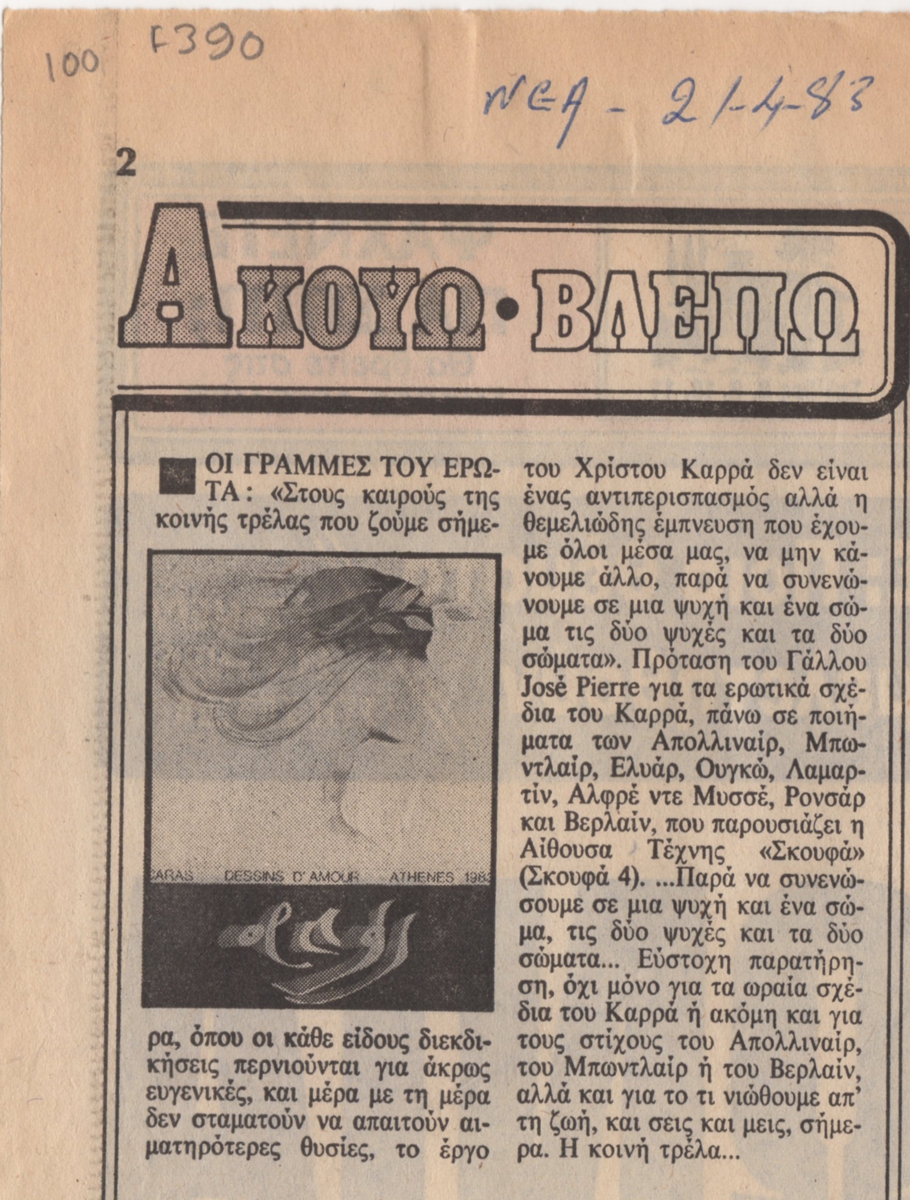 100 F390
ΝΕΑ - 21-4-83
2
ΑΚΟΥΩ • ΒΛΕΠΩ
ΟΙ ΓΡΑΜΜΕΣ ΤΟΥ ΕΡΩ-
ΤΑ: «Στους καιρούς της
κοινής τρέλας που ζούμε σήμε-
CARAS DESSINS D'AMOUR ATHENES 1983
ρα, όπου οι κάθε είδους διεκδι-
κήσεις περνιούνται για άκρως
ευγενικές, και μέρα με τη μέρα
δεν σταματούν να απαιτούν αι-
ματηρότερες θυσίες, το έργο
του Χρίστου Καρρά δεν είναι
ένας αντιπερισπασμός αλλά η
θεμελιώδης έμπνευση που έχου-
με όλοι μέσα μας, να μην κά-
νουμε άλλο, παρά να συνενώ-
νουμε σε μια ψυχή και ένα σώ-
μα τις δύο ψυχές και τα δύο
σώματα». Πρόταση του Γάλλου
José Pierre για τα ερωτικά σχέ-
δια του Καρρά, πάνω σε ποιή-
ματα των Απολλιναίρ, Μπω-
ντλαίρ, Ελυάρ, Ουγκώ, Λαμαρ-
τίν, Αλφρέ ντε Μυσσέ, Ρονσάρ
και Βερλαίν, που παρουσιάζει η
Αίθουσα Τέχνης «Σκουφά»
(Σκουφά 4). ...Παρά να συνενώ-
σουμε σε μια ψυχή και ένα σώ-
μα, τις δύο ψυχές και τα δύο
σώματα... Εύστοχη παρατήρη-
ση, όχι μόνο για τα ωραία σχέ-
δια του Καρρά ή ακόμη και για
τους στίχους του Απολλιναίρ,
του Μπωντλαίρ ή του Βερλαίν,
αλλά και για το τι νιώθουμε απ'
τη ζωή, και σεις και μεις, σήμε-
ρα. Η κοινή τρέλα...